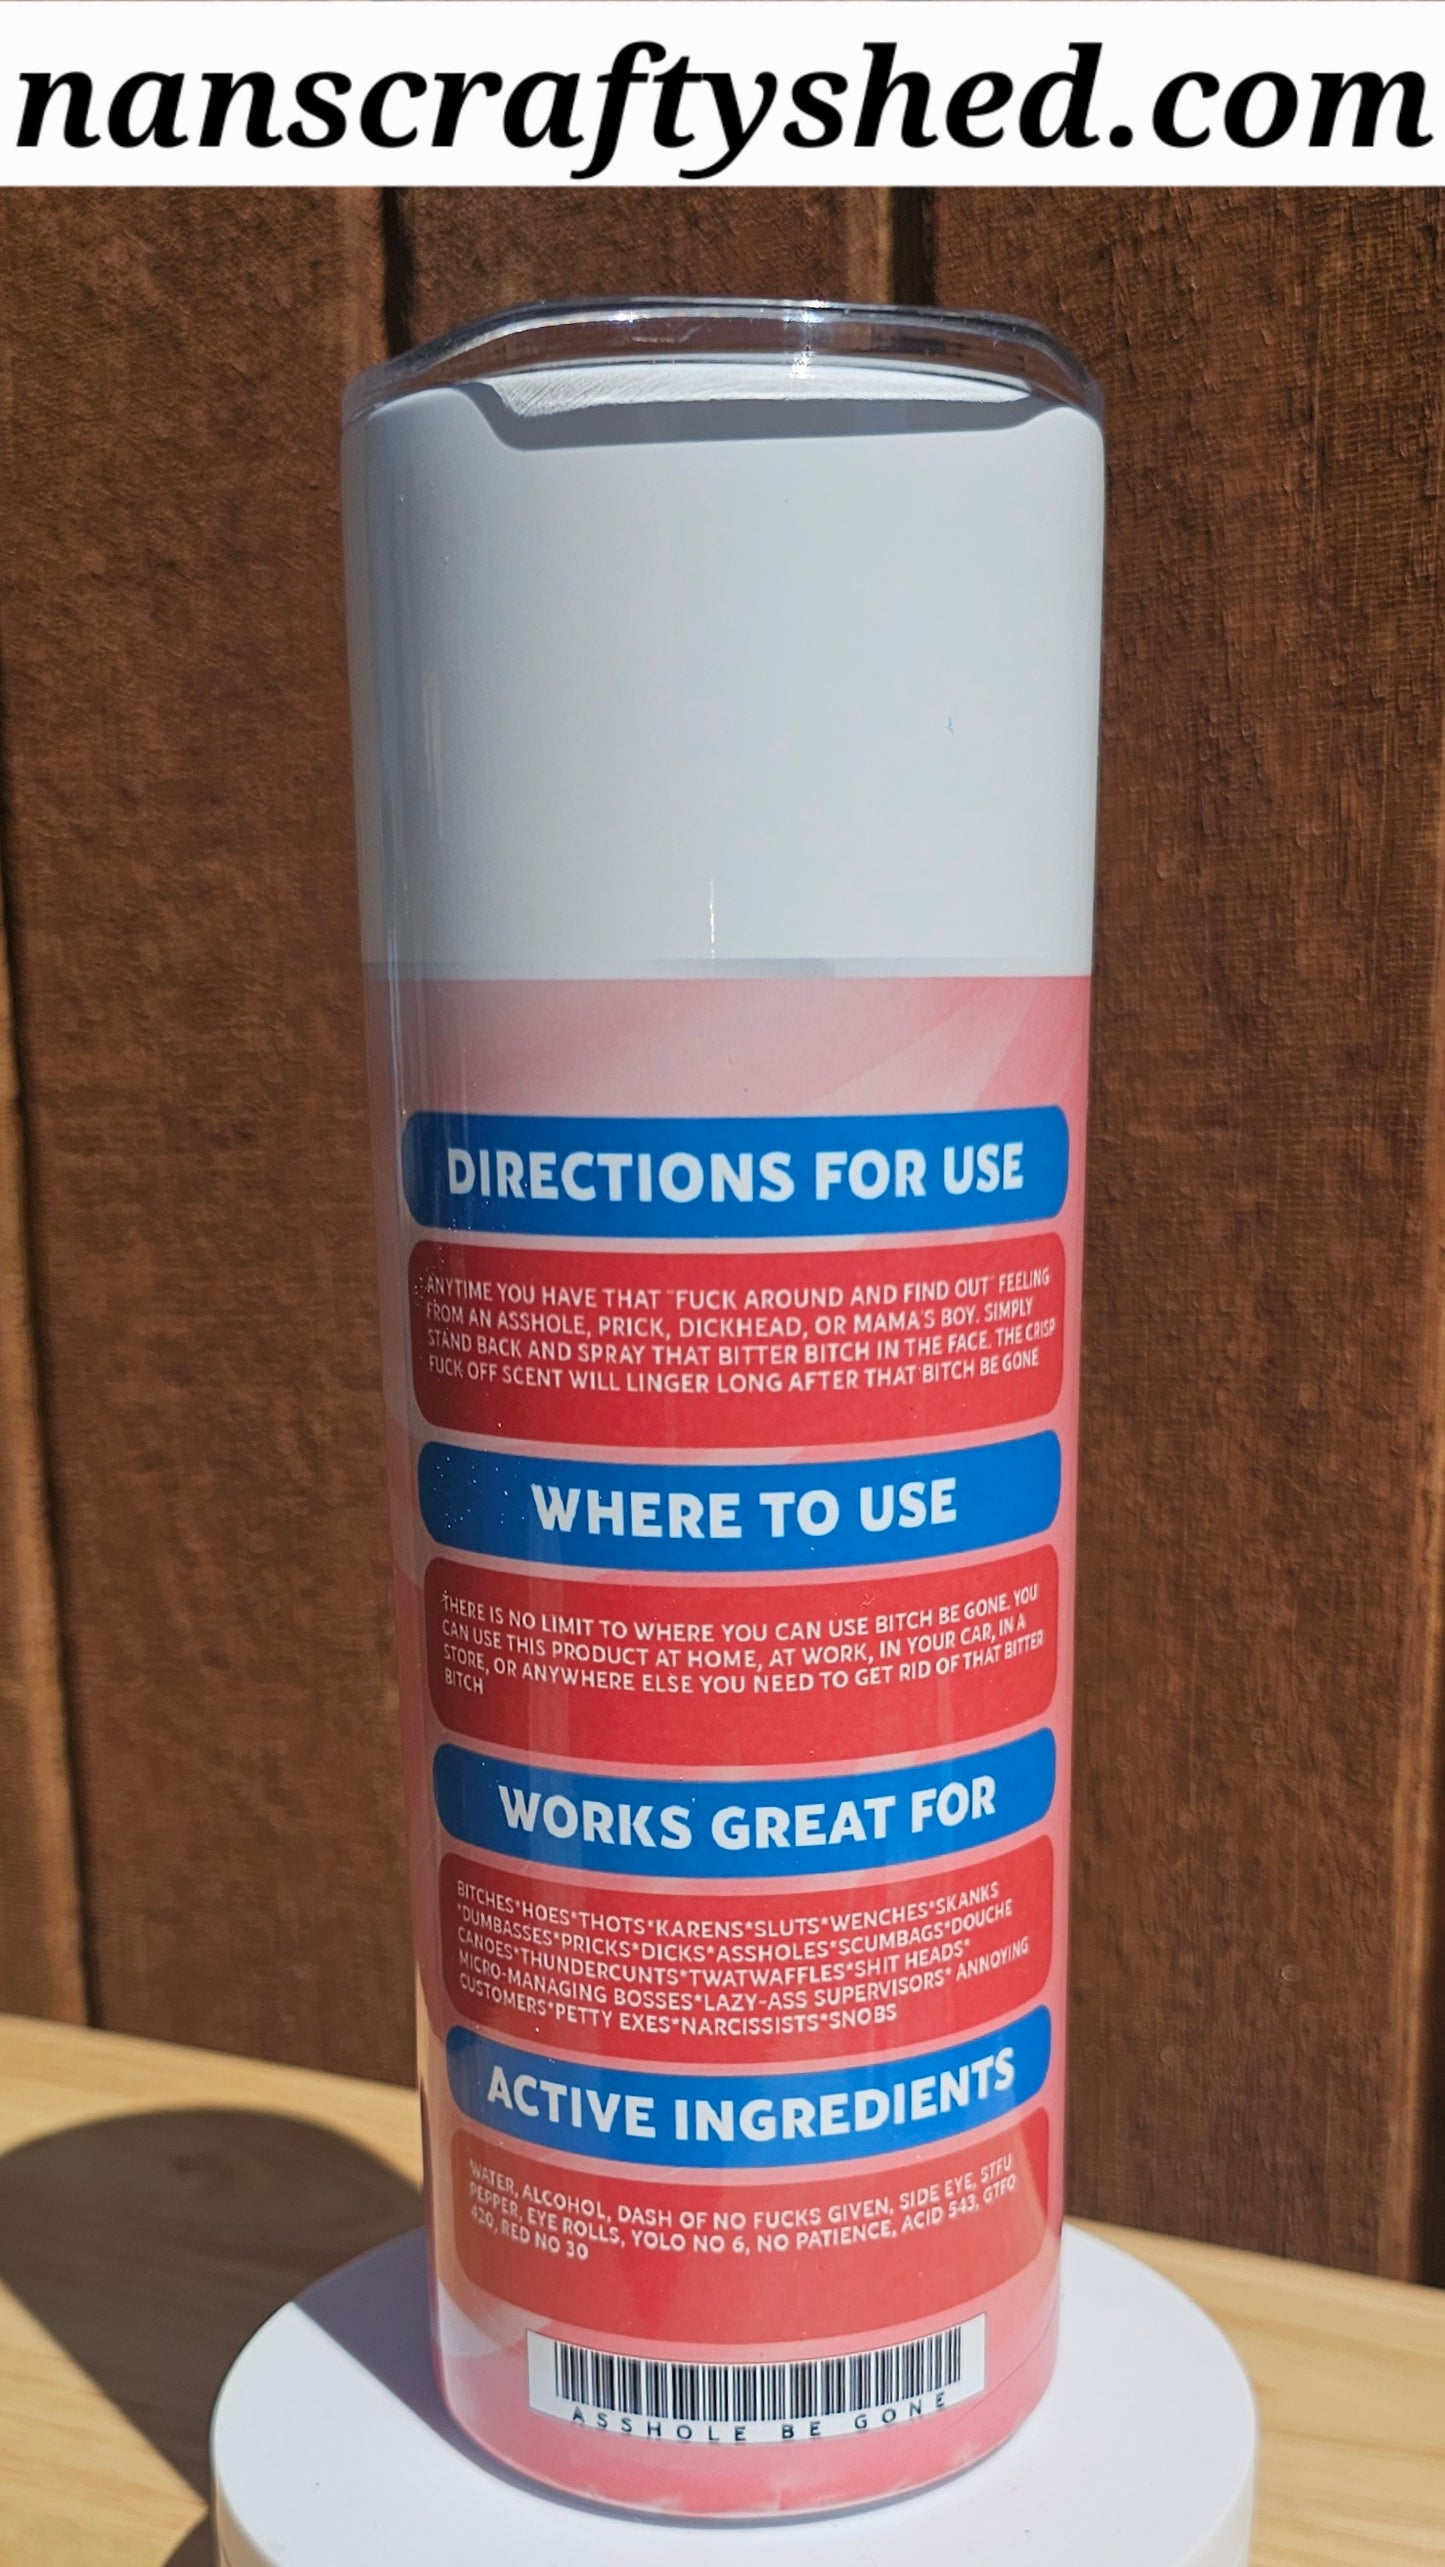 nanscraftyshed.com
DIRECTIONS FOR USE
ANYTIME YOU HAVE THAT "FUCK AROUND AND FIND OUT" FEELING
FROM AN ASSHOLE, PRICK, DICKHEAD, OR MAMA'S BOY. SIMPLY
STAND BACK AND SPRAY THAT BITTER BITCH IN THE FACE. THE CRISP
FUCK OFF SCENT WILL LINGER LONG AFTER THAT BITCH BE GONE
WHERE TO USE
THERE IS NO LIMIT TO WHERE YOU CAN USE BITCH BE GONE. YOU
CAN USE THIS PRODUCT AT HOME, AT WORK, IN YOUR CAR, IN A
STORE, OR ANYWHERE ELSE YOU NEED TO GET RID OF THAT BITTER
BITCH
WORKS GREAT FOR
BITCHES*HOES*THOTS*KARENS*SLUTS*WENCHES*SKANKS
*DUMBASSES*PRICKS*DICKS*ASSHOLES*SCUMBAGS*DOUCHE
CANOES*THUNDERCUNTS*TWATWAFFLES*SHIT HEADS*
MICRO-MANAGING BOSSES*LAZY-ASS SUPERVISORS* ANNOYING
CUSTOMERS*PETTY EXES*NARCISSISTS*SNOBS
ACTIVE INGREDIENTS
WATER, ALCOHOL, DASH OF NO FUCKS GIVEN, SIDE EYE, STFU
PEPPER, EYE ROLLS, YOLO NO 6, NO PATIENCE, ACID 543, GTFO
420, RED NO 30
ASSHOLE BE GONE